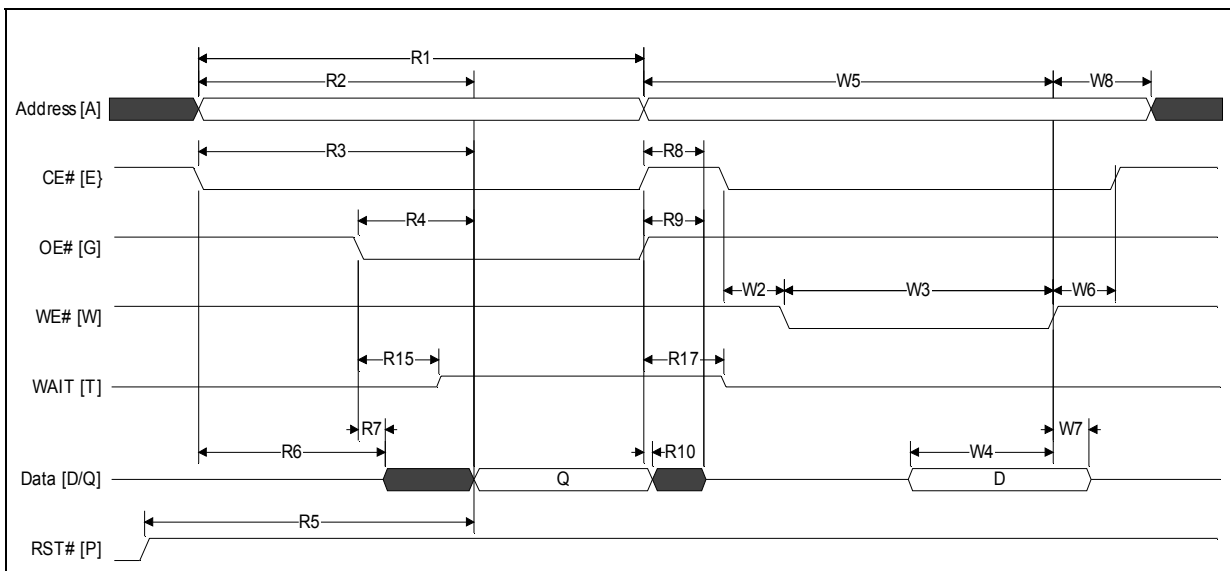 R1
R2
W5
W8
Address [A]
R3
R8
CE# [E}
R4
R9
OE# [G]
W2
W3
W6
WE# [W]
R15
R17
WAIT [T]
R7
W7
R6
R10
W4
Data [D/Q]
Q
D
R5
RST# [P]